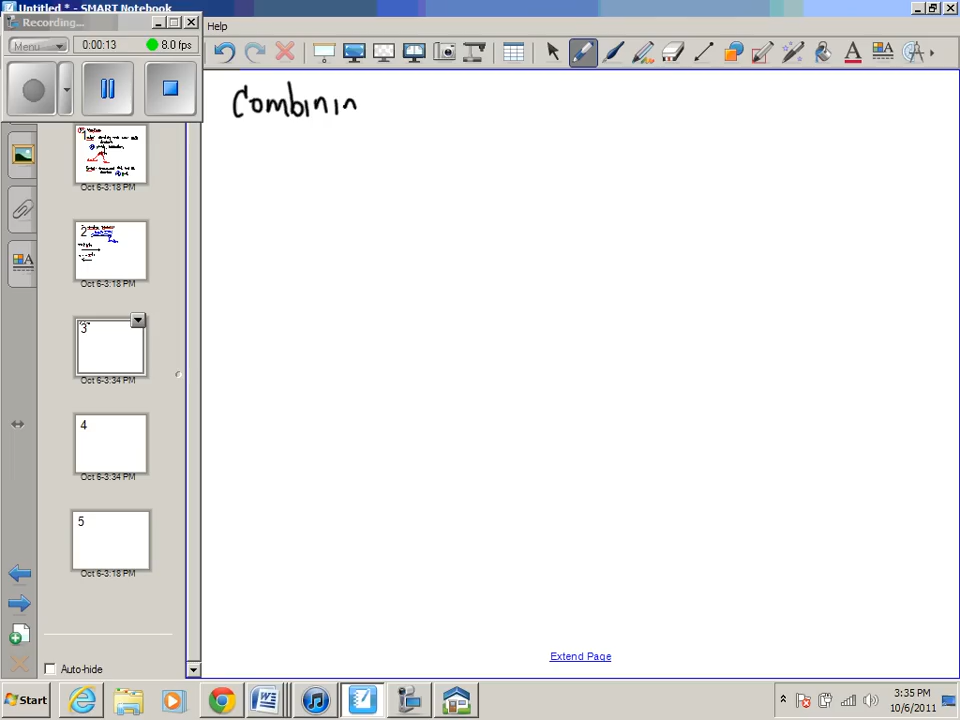 Untitled * - SMART Notebook
Recording...
Help
Menu
0:00:13
8.0 fps
Combinin
Oct 6-3:18 PM
2
Oct 6-3:18 PM
3
Oct 6-3:34 PM
4
Oct 6-3:34 PM
5
Oct 6-3:18 PM
Extend Page
Auto-hide
Start
3:35 PM
10/6/2011